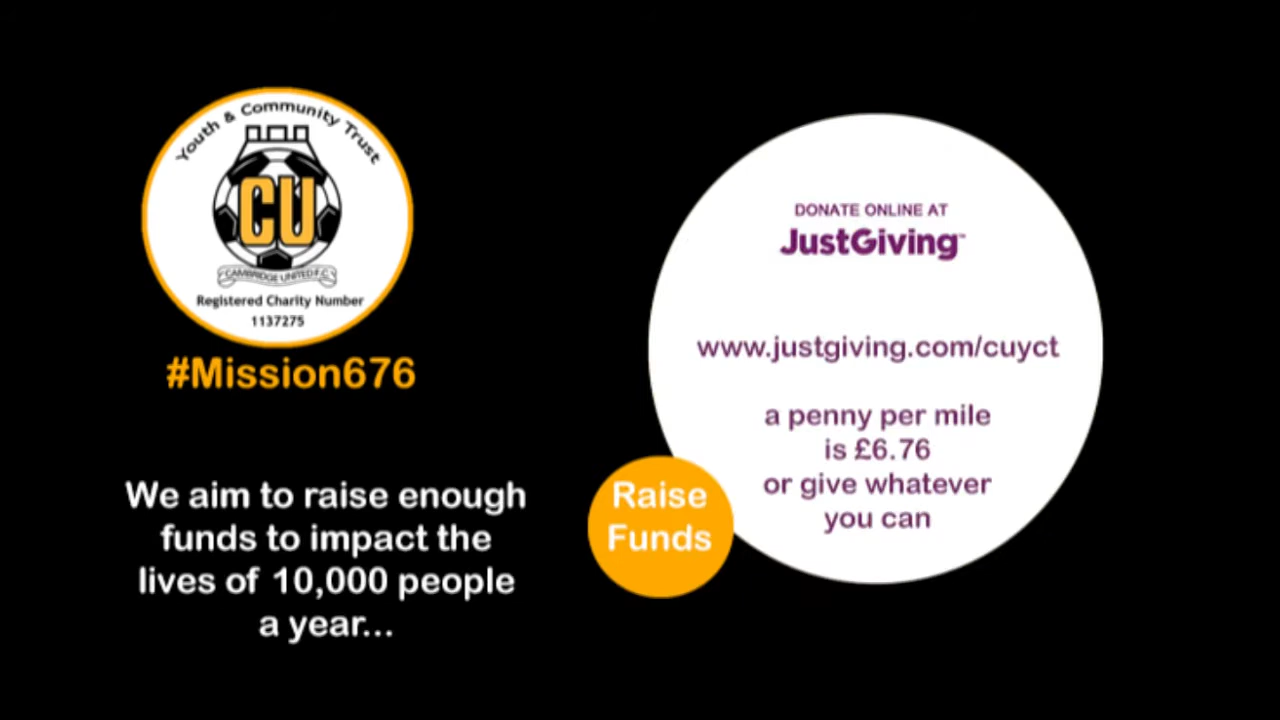 Youth & Community Trust
CU
CAMBRIDGE UNITED F.C.
Registered Charity Number
1137275
#Mission676
We aim to raise enough
funds to impact the
lives of 10,000 people
a year...
Raise
Funds
DONATE ONLINE AT
JustGiving™
www.justgiving.com/cuyct
a penny per mile
is £6.76
or give whatever
you can